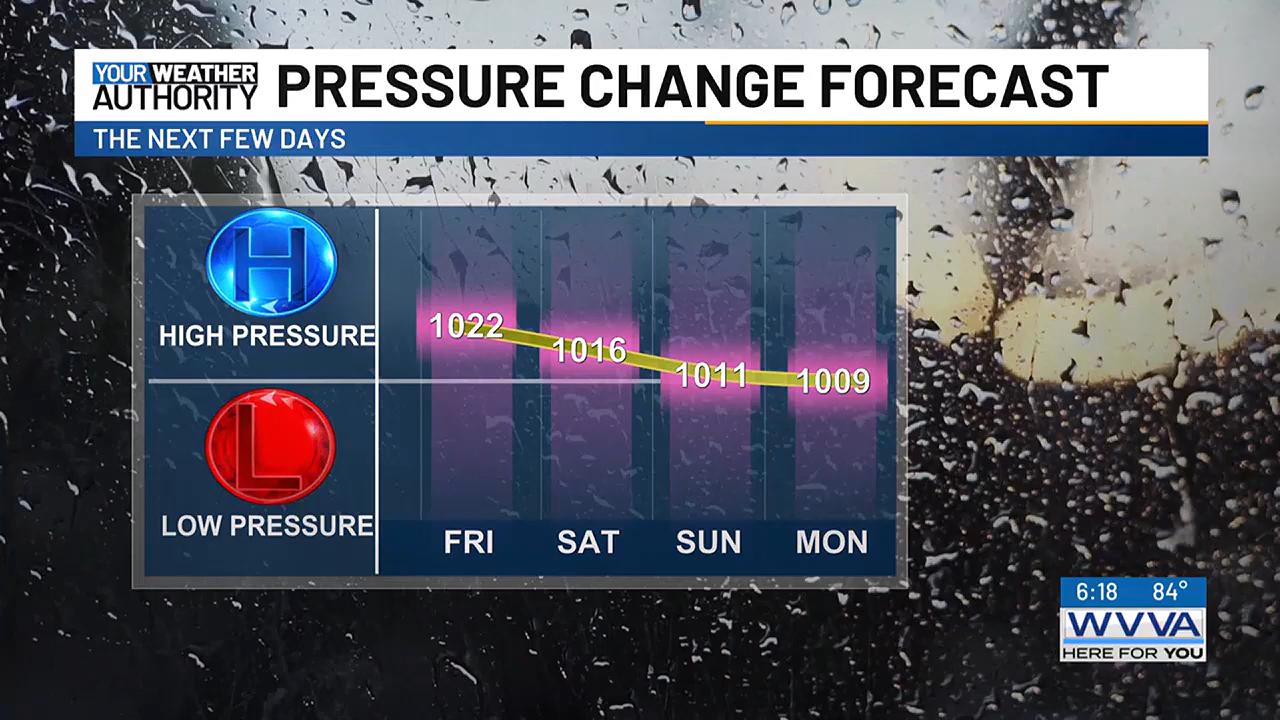 YOUR WEATHER
AUTHORITY
PRESSURE CHANGE FORECAST
THE NEXT FEW DAYS
H
HIGH PRESSURE
L
LOW PRESSURE
1022
1016
1011
1009
FRI SAT SUN MON
6:18 84°
WVVA
HERE FOR YOU